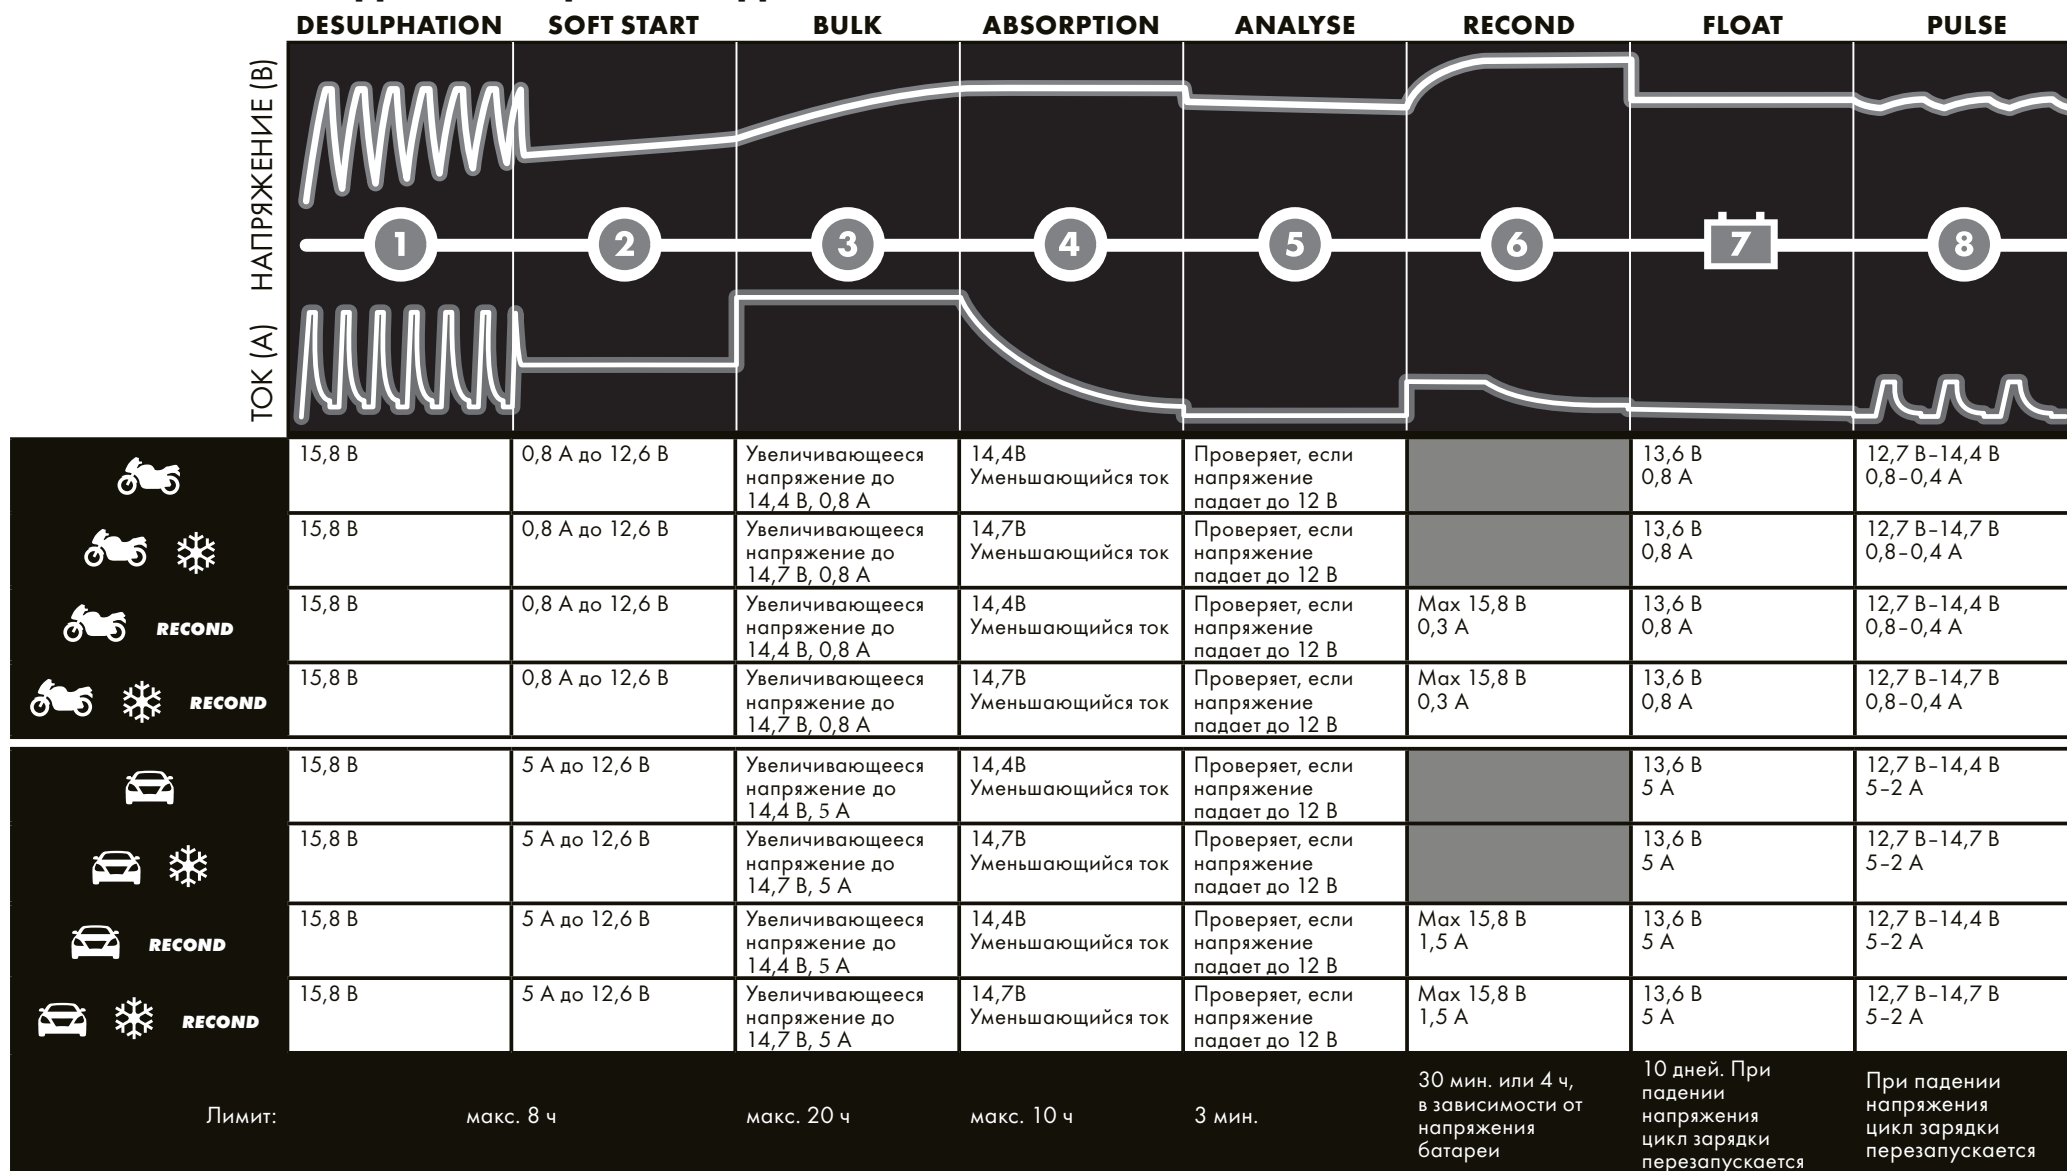 DESULPHATION SOFT START BULK ABSORPTION ANALYSE RECOND FLOAT PULSE
НАПРЯЖЕНИЕ (В)
ТОК (А)
1 2 3 4 5 6 7 8
15,8 В 0,8 А до 12,6 В Увеличивающееся 14,4В Проверяет, если 13,6 В 12,7 В–14,4 В
напряжение до Уменьшающийся ток напряжение 0,8 А 0,8–0,4 А
14,4 В, 0,8 А падает до 12 В
15,8 В 0,8 А до 12,6 В Увеличивающееся 14,7В Проверяет, если 13,6 В 12,7 В–14,7 В
напряжение до Уменьшающийся ток напряжение 0,8 А 0,8–0,4 А
14,7 В, 0,8 А падает до 12 В
15,8 В 0,8 А до 12,6 В Увеличивающееся 14,4В Проверяет, если Max 15,8 В 13,6 В 12,7 В–14,4 В
RECOND напряжение до Уменьшающийся ток напряжение 0,3 А 0,8 А 0,8–0,4 А
14,4 В, 0,8 А падает до 12 В
15,8 В 0,8 А до 12,6 В Увеличивающееся 14,7В Проверяет, если Max 15,8 В 13,6 В 12,7 В–14,7 В
RECOND напряжение до Уменьшающийся ток напряжение 0,3 А 0,8 А 0,8–0,4 А
14,7 В, 0,8 А падает до 12 В
15,8 В 5 А до 12,6 В Увеличивающееся 14,4В Проверяет, если 13,6 В 12,7 В–14,4 В
напряжение до Уменьшающийся ток напряжение 5 А 5–2 А
14,4 В, 5 А падает до 12 В
15,8 В 5 А до 12,6 В Увеличивающееся 14,7В Проверяет, если 13,6 В 12,7 В–14,7 В
напряжение до Уменьшающийся ток напряжение 5 А 5–2 А
14,7 В, 5 А падает до 12 В
15,8 В 5 А до 12,6 В Увеличивающееся 14,4В Проверяет, если Max 15,8 В 13,6 В 12,7 В–14,4 В
RECOND напряжение до Уменьшающийся ток напряжение 1,5 А 5 А 5–2 А
14,4 В, 5 А падает до 12 В
15,8 В 5 А до 12,6 В Увеличивающееся 14,7В Проверяет, если Max 15,8 В 13,6 В 12,7 В–14,7 В
RECOND напряжение до Уменьшающийся ток напряжение 1,5 А 5 А 5–2 А
14,7 В, 5 А падает до 12 В
Лимит: макс. 8 ч макс. 20 ч макс. 10 ч 3 мин.
30 мин. или 4 ч,
в зависимости от
напряжения
батареи
10 дней. При
падении
напряжения
цикл зарядки
перезапускается
При падении
напряжения
цикл зарядки
перезапускается